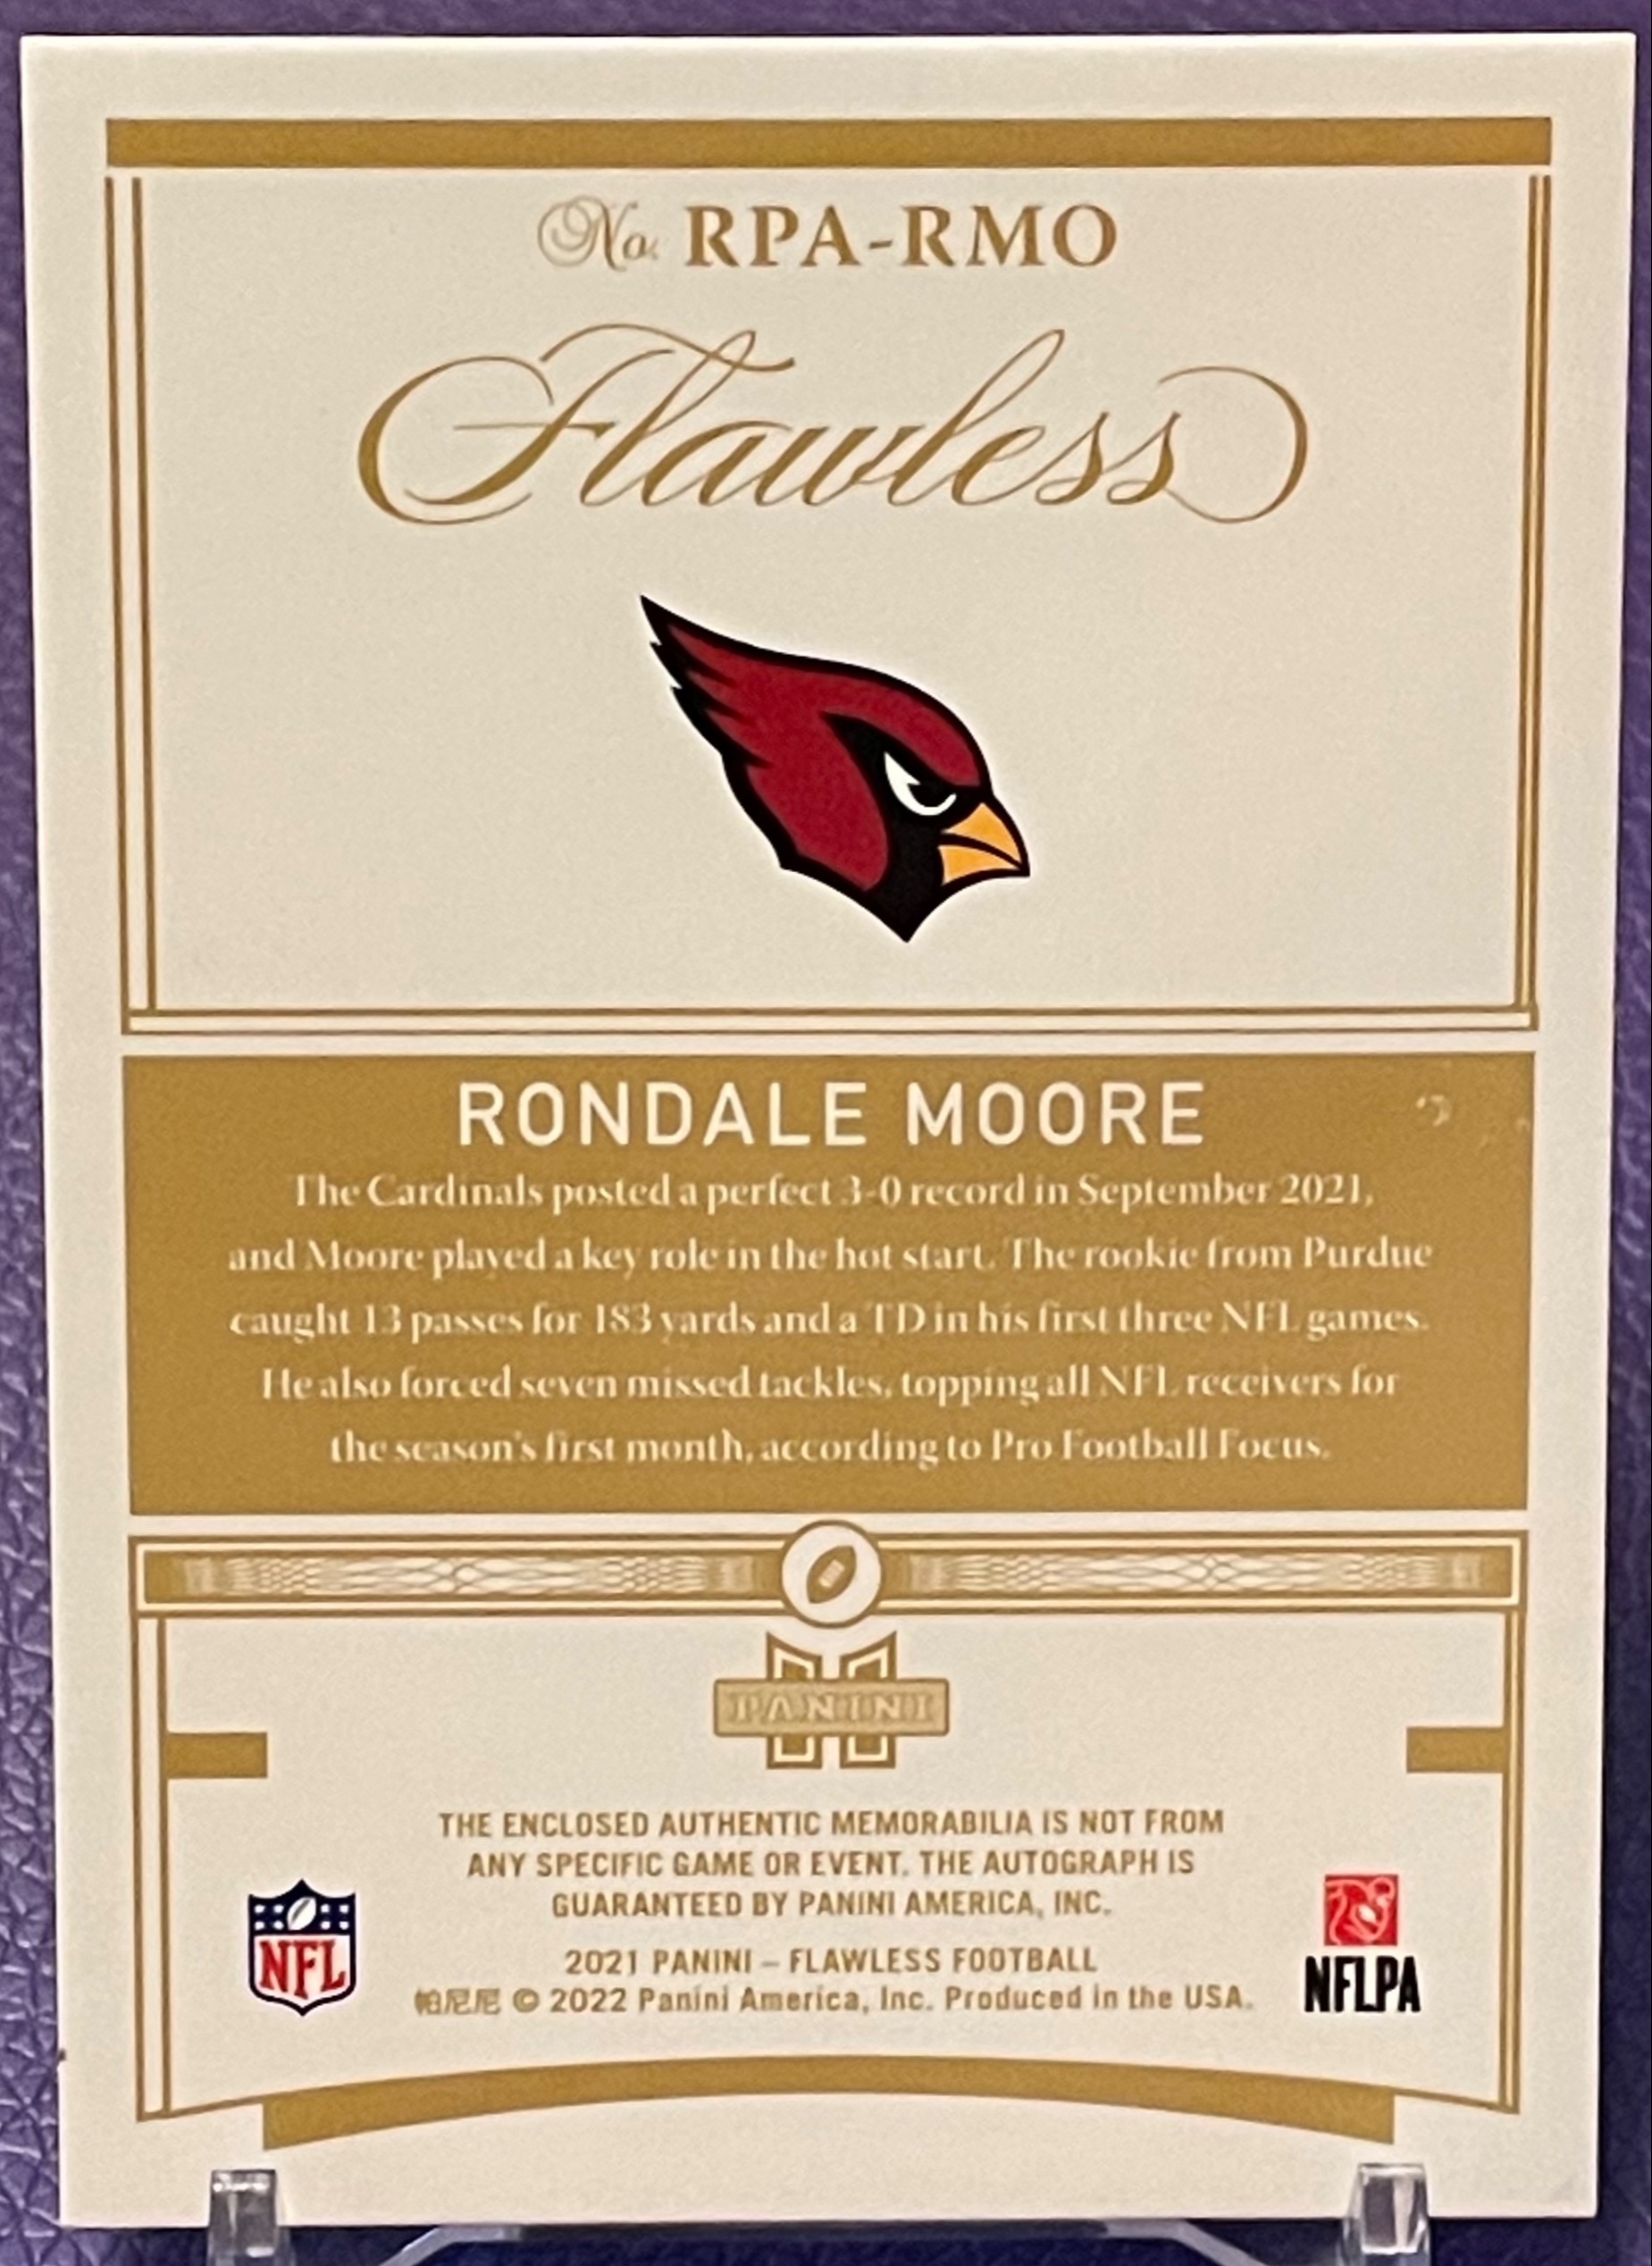 No. RPA-RMO
Flawless
RONDALE MOORE
The Cardinals posted a perfect 3-0 record in September 2021,
and Moore played a key role in the hot start. The rookie from Purdue
caught 13 passes for 183 yards and a TD in his first three NFL games.
He also forced seven missed tackles, topping all NFL receivers for
the season's first month, according to Pro Football Focus.
PANINI
THE ENCLOSED AUTHENTIC MEMORABILIA IS NOT FROM
ANY SPECIFIC GAME OR EVENT. THE AUTOGRAPH IS
GUARANTEED BY PANINI AMERICA, INC.
2021 PANINI – FLAWLESS FOOTBALL
帕尼尼 © 2022 Panini America, Inc. Produced in the USA.
NFL
NFLPA